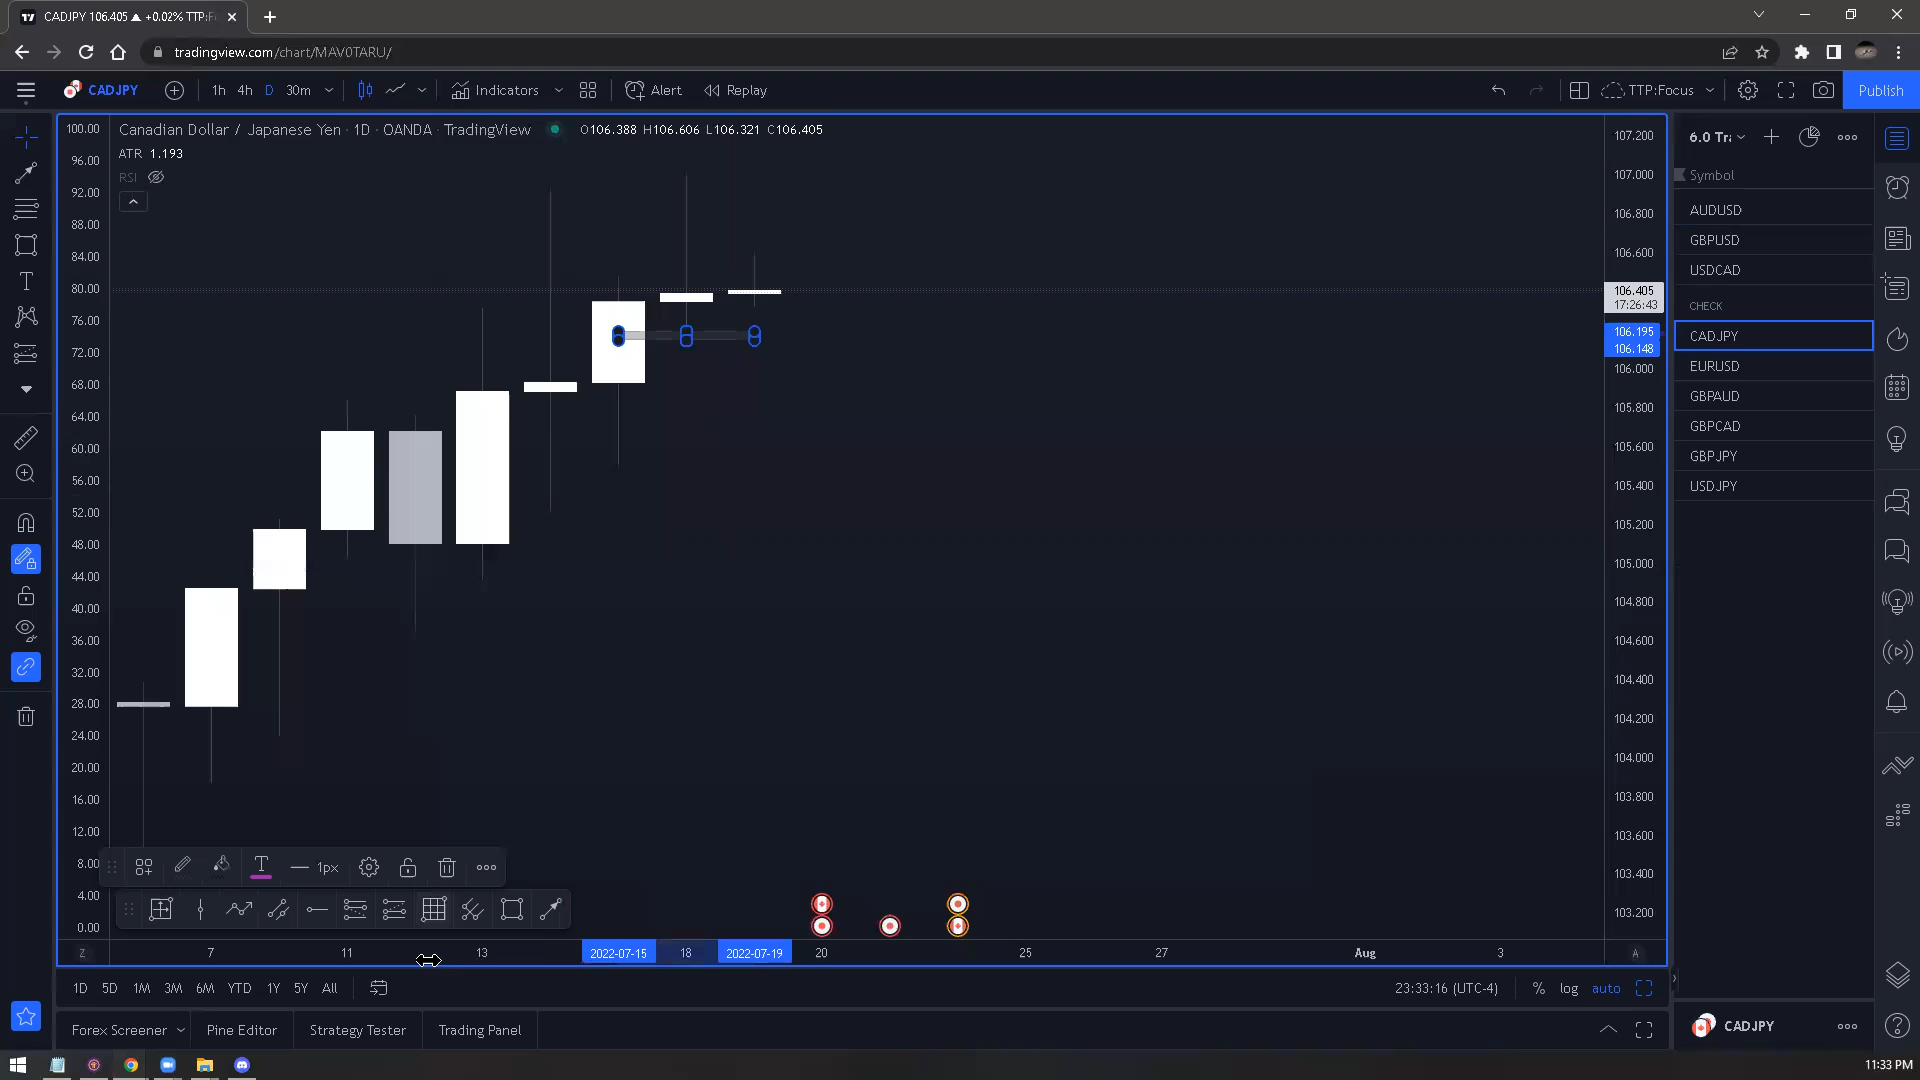 CADJPY 106.405 ▲ +0.02% TTP:F
tradingview.com/chart/MAV0TARU/
CADJPY 1h 4h D 30m Indicators Alert Replay TTP:Focus Publish
Canadian Dollar / Japanese Yen · 1D · OANDA · TradingView O106.388 H106.606 L106.321 C106.405
ATR 1.193
RSI
100.00
96.00
92.00
88.00
84.00
80.00
76.00
72.00
68.00
64.00
60.00
56.00
52.00
48.00
44.00
40.00
36.00
32.00
28.00
24.00
20.00
16.00
12.00
8.00
4.00
0.00
107.200
107.000
106.800
106.600
106.405
17:26:43
106.195
106.148
106.000
105.800
105.600
105.400
105.200
105.000
104.800
104.600
104.400
104.200
104.000
103.800
103.600
103.400
103.200
6.0 Tr
Symbol
AUDUSD
GBPUSD
USDCAD
CHECK
CADJPY
EURUSD
GBPAUD
GBPCAD
GBPJPY
USDJPY
T 1px
Z 7 11 13 2022-07-15 18 2022-07-19 20 25 27 Aug 3 A
1D 5D 1M 3M 6M YTD 1Y 5Y All 23:33:16 (UTC-4) % log auto
Forex Screener Pine Editor Strategy Tester Trading Panel
CADJPY
11:33 PM